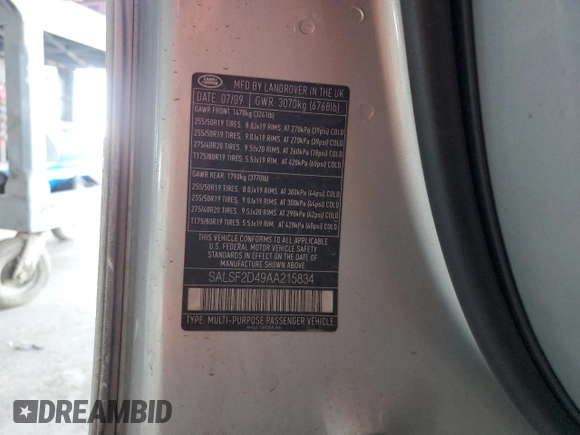 LAND ROVER
MFD BY LANDROVER IN THE UK
DATE 07/09 GWR 3070kg (6768lb)
GAWR FRONT 1470kg (3241lb)
255/50R19 TIRES. 8.0Jx19 RIMS. AT 270kPa (39psi) COLD
255/50R19 TIRES. 9.0Jx19 RIMS. AT 270kPa (39psi) COLD
275/40R20 TIRES. 9.5Jx20 RIMS. AT 260kPa (38psi) COLD
T175/80R19 TIRES. 5.5Jx19 RIM. AT 420kPa (60psi) COLD
GAWR REAR. 1710kg (3770lb)
255/50R19 TIRES. 8.0Jx19 RIMS. AT 300kPa (44psi) COLD
255/50R19 TIRES. 9.0Jx19 RIMS. AT 300kPa (44psi) COLD
275/40R20 TIRES. 9.5Jx20 RIMS. AT 290kPa (42psi) COLD
T175/80R19 TIRES. 5.5Jx19 RIM. AT 420kPa (60psi) COLD
THIS VEHICLE CONFORMS TO ALL APPLICABLE
U.S. FEDERAL MOTOR VEHICLE SAFETY
STANDARDS IN EFFECT ON THE DATE OF
MANUFACTURE SHOWN ABOVE.
SALSF2D49AA215834
TYPE: MULTI-PURPOSE PASSENGER VEHICLE
DREAMBID